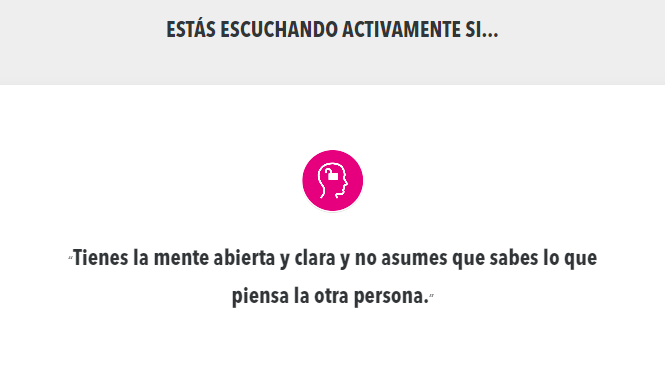 ESTÁS ESCUCHANDO ACTIVAMENTE SI...
“Tienes la mente abierta y clara y no asumes que sabes lo que
piensa la otra persona.”